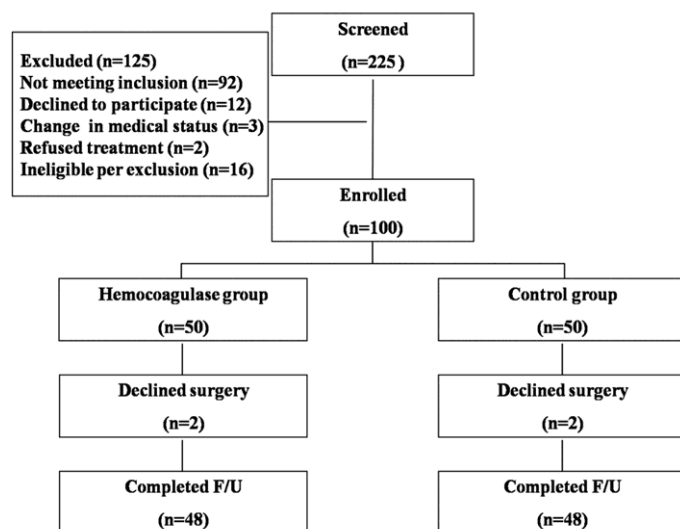 Screened
(n=225)
Excluded (n=125)
Not meeting inclusion (n=92)
Declined to participate (n=12)
Change in medical status (n=3)
Refused treatment (n=2)
Ineligible per exclusion (n=16)
Enrolled
(n=100)
Hemocoagulase group
(n=50)
Control group
(n=50)
Declined surgery
(n=2)
Declined surgery
(n=2)
Completed F/U
(n=48)
Completed F/U
(n=48)